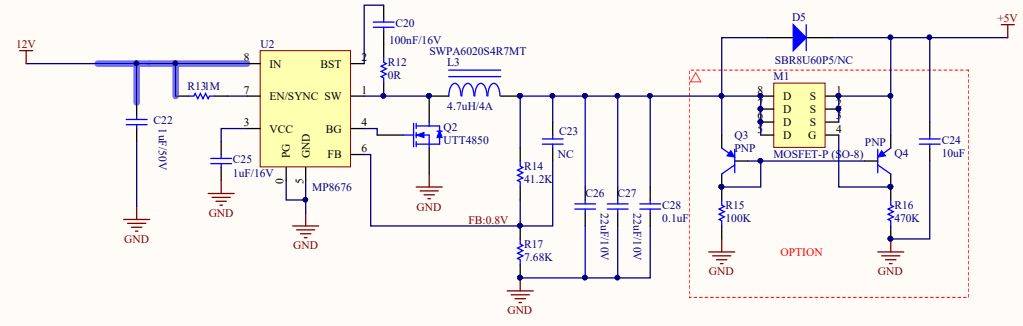 12V
U2
8
IN
7
EN/SYNC
3
VCC
PG
GND
0
5
BST
2
SW
1
BG
4
FB
6
MP8676
R13
1M
C22
1uF/50V
GND
C25
1uF/16V
GND
GND
C20
100nF/16V
R12
0R
SWPA6020S4R7MT
L3
4.7uH/4A
Q2
UTT4850
GND
R14
41.2K
FB:0.8V
R17
7.68K
GND
C23
NC
C26
22uF/10V
C27
22uF/10V
C28
0.1uF
D5
SBR8U60P5/NC
+5V
M1
8
D
S
1
D
S
D
S
D
G
4
MOSFET-P (SO-8)
Q3
PNP
PNP
Q4
R15
100K
GND
R16
470K
GND
C24
10uF
OPTION